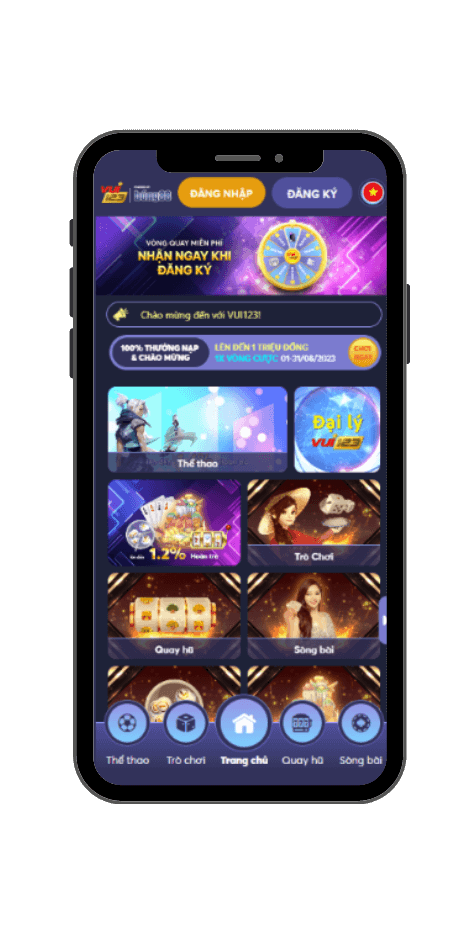 VUI
123
bóng88
ĐĂNG NHẬP
ĐĂNG KÝ
VÒNG QUAY MIỄN PHÍ
NHẬN NGAY KHI
ĐĂNG KÝ
Chào mừng đến với VUI123!
100% THƯỞNG NẠP
& CHÀO MỪNG
LÊN ĐẾN 1 TRIỆU ĐỒNG
1X VÒNG CƯỢC 01-31/08/2023
CHƠI
NGAY
Thể thao
Đại lý
VUI123
1.2% Hoàn trả
Trò Chơi
Quay hũ
Sòng bài
Thể thao
Trò chơi
Trang chủ
Quay hũ
Sòng bài